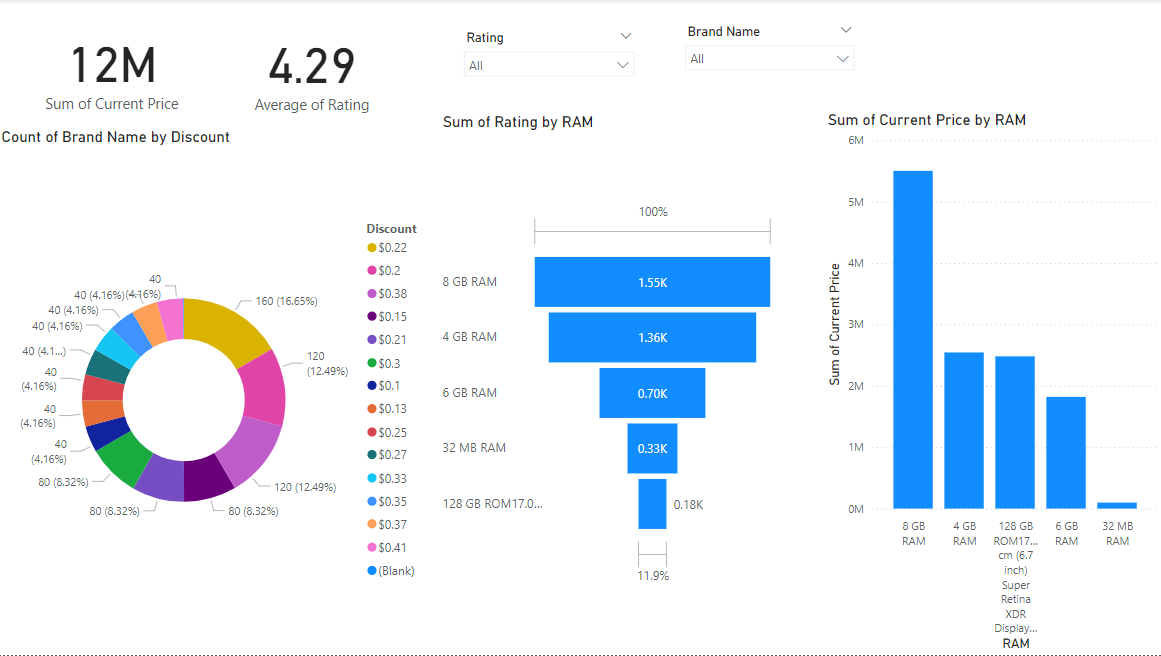 12M
Sum of Current Price
4.29
Average of Rating
Rating
All
Brand Name
All
Count of Brand Name by Discount
160 (16.65%)
120
(12.49%)
120 (12.49%)
80 (8.32%)
80 (8.32%)
80 (8.32%)
40
(4.16%)
40
(4.16%)
40
(4.16%)
40 (4.1...)
40 (4.16%)
40 (4.16%)
40 (4.16%)
40
(4.16%)
Discount
$0.22
$0.2
$0.38
$0.15
$0.21
$0.3
$0.1
$0.13
$0.25
$0.27
$0.33
$0.35
$0.37
$0.41
(Blank)
Sum of Rating by RAM
100%
8 GB RAM
1.55K
4 GB RAM
1.36K
6 GB RAM
0.70K
32 MB RAM
0.33K
128 GB ROM17.0...
0.18K
11.9%
Sum of Current Price by RAM
Sum of Current Price
6M
5M
4M
3M
2M
1M
0M
8 GB
RAM
4 GB
RAM
128 GB
ROM17...
cm (6.7
inch)
Super
Retina
XDR
Display...
6 GB
RAM
32 MB
RAM
RAM